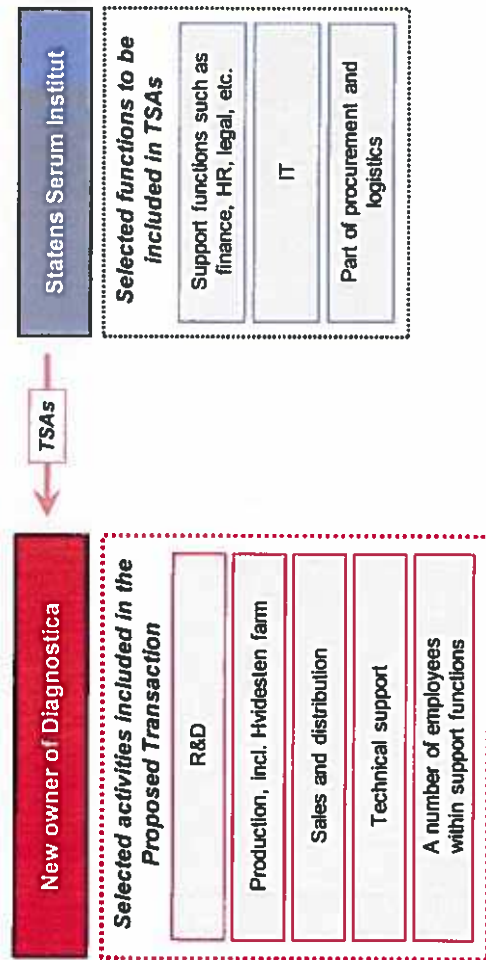 New owner of Diagnostica
TSAs
Statens Serum Institut
Selected activities included in the
Proposed Transaction
R&D
Production, incl. Hvideslen farm
Sales and distribution
Technical support
A number of employees
within support functions
Selected functions to be
included in TSAs
Support functions such as
finance, HR, legal, etc.
IT
Part of procurement and
logistics